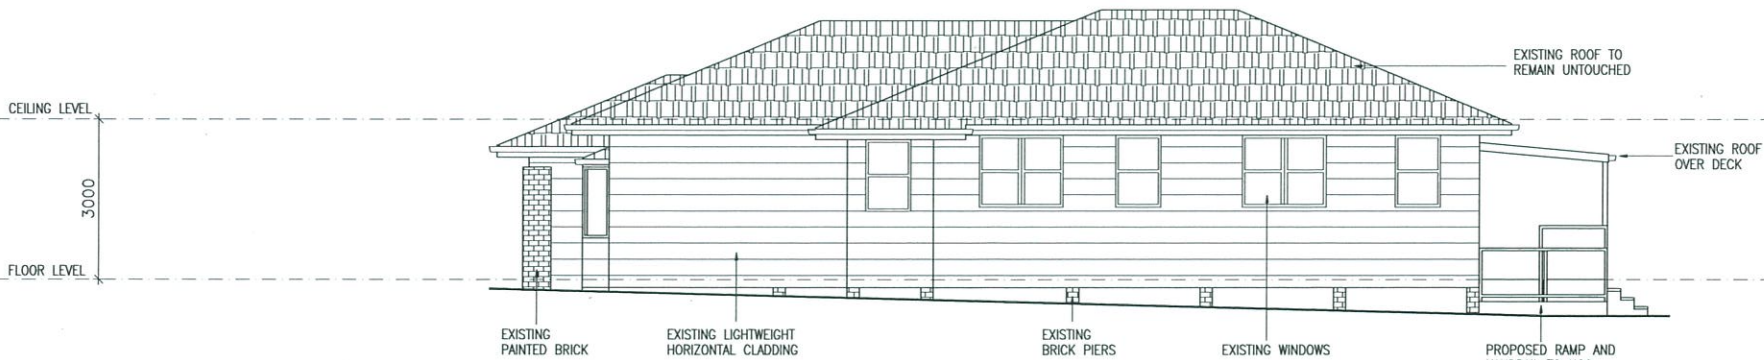 EXISTING ROOF TO
REMAIN UNTOUCHED
CEILING LEVEL
EXISTING ROOF
OVER DECK
3000
FLOOR LEVEL
EXISTING
PAINTED BRICK
EXISTING LIGHTWEIGHT
HORIZONTAL CLADDING
EXISTING
BRICK PIERS
EXISTING WINDOWS
PROPOSED RAMP AND